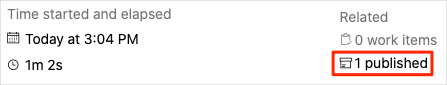 Time started and elapsed
Today at 3:04 PM
1m 2s
Related
0 work items
1 published